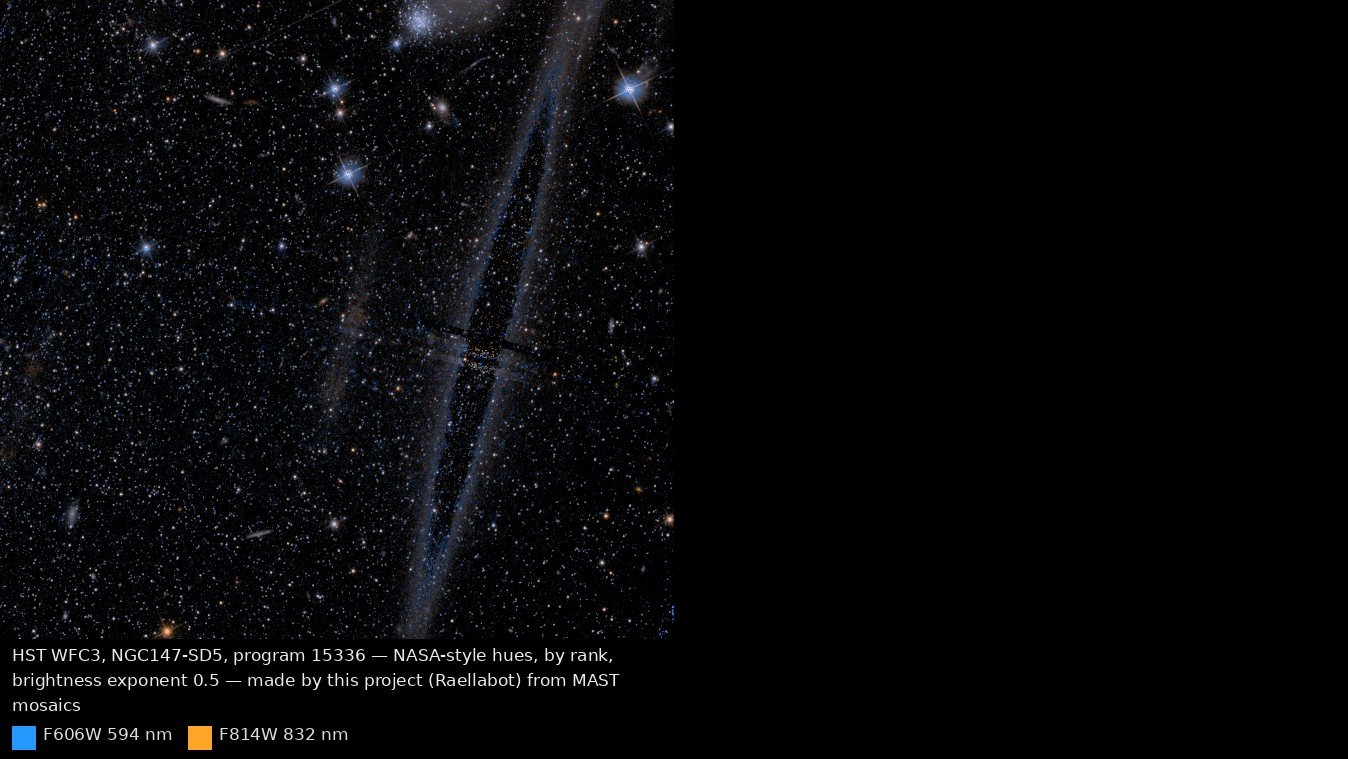 HST WFC3, NGC147-SD5, program 15336 — NASA-style hues, by rank,
brightness exponent 0.5 — made by this project (Raellabot) from MAST
mosaics
F606W 594 nm F814W 832 nm